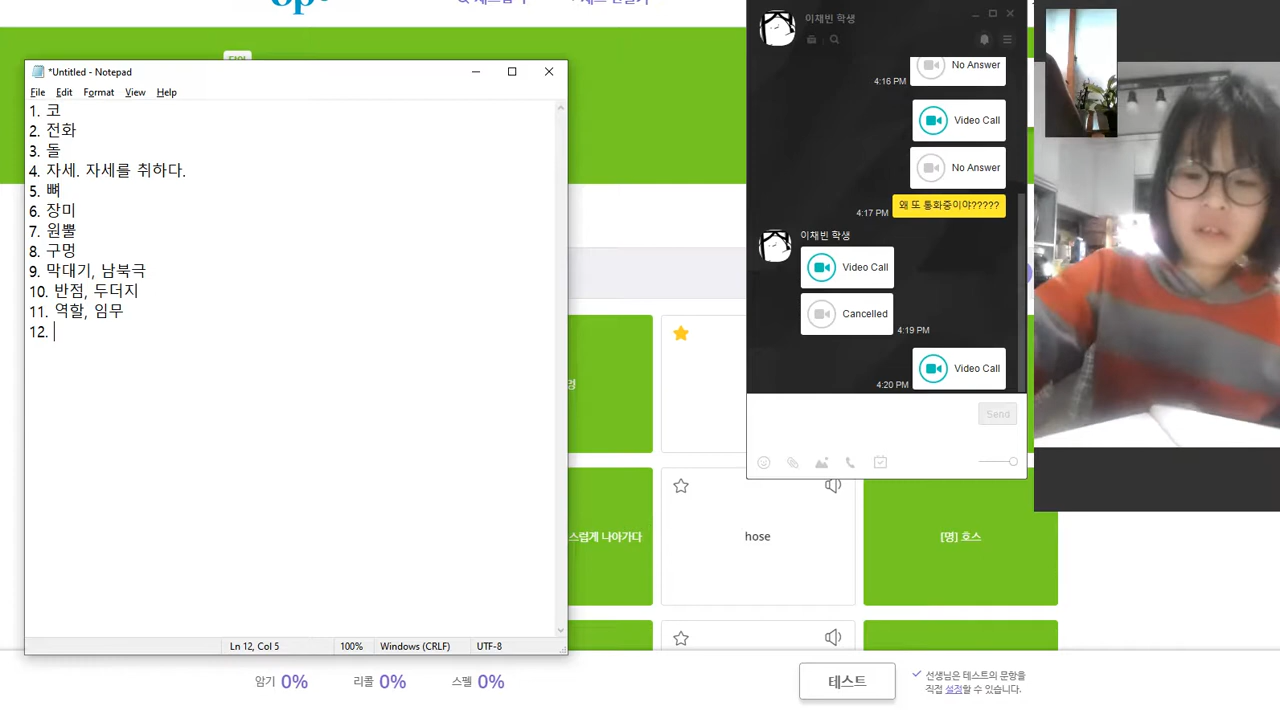 *Untitled - Notepad
File Edit Format View Help
1. 코
2. 전화
3. 돌
4. 자세. 자세를 취하다.
5. 뼈
6. 장미
7. 원뿔
8. 구멍
9. 막대기, 남북극
10. 반점, 두더지
11. 역할, 임무
12.
Ln 12, Col 5 100% Windows (CRLF) UTF-8
이재빈 학생
No Answer
4:16 PM
Video Call
No Answer
왜 또 통화중이야?????
4:17 PM
이재빈 학생
Video Call
Cancelled
4:19 PM
Video Call
4:20 PM
Send
스럽게 나아가다
hose
[명] 호스
암기 0% 리콜 0% 스펠 0%
테스트
선생님은 테스트의 문항을
직접 설정할 수 있습니다.